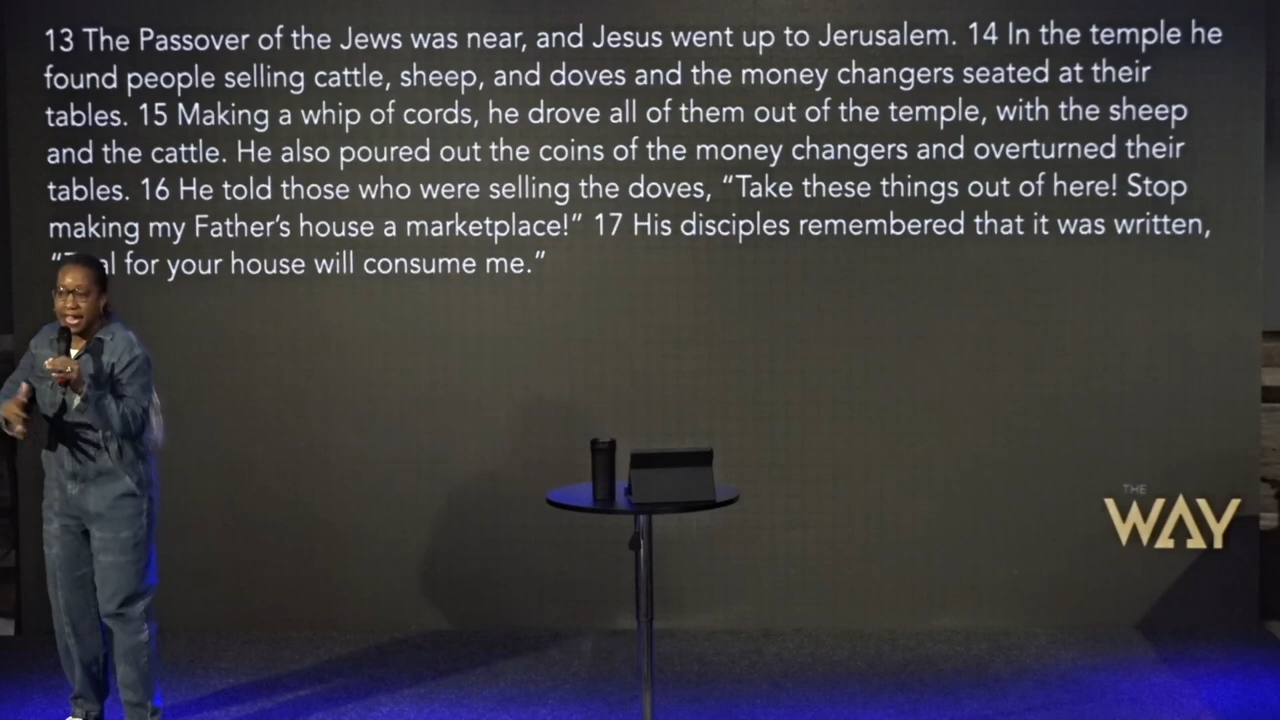 13 The Passover of the Jews was near, and Jesus went up to Jerusalem. 14 In the temple he
found people selling cattle, sheep, and doves and the money changers seated at their
tables. 15 Making a whip of cords, he drove all of them out of the temple, with the sheep
and the cattle. He also poured out the coins of the money changers and overturned their
tables. 16 He told those who were selling the doves, “Take these things out of here! Stop
making my Father’s house a marketplace!” 17 His disciples remembered that it was written,
for your house will consume me.”
THE
WAY